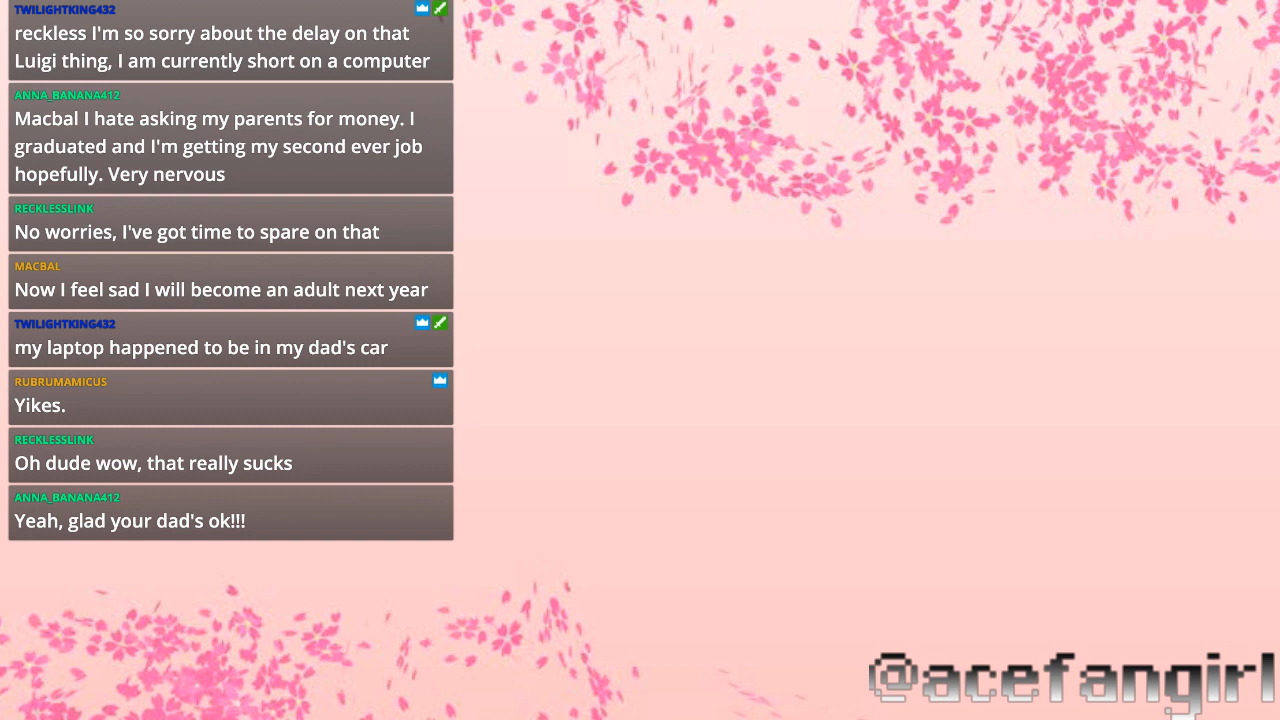 TWILIGHTKING432
reckless I'm so sorry about the delay on that
Luigi thing, I am currently short on a computer
ANNA_BANANA412
Macbal I hate asking my parents for money. I
graduated and I'm getting my second ever job
hopefully. Very nervous
RECKLESSLINK
No worries, I've got time to spare on that
MACBAL
Now I feel sad I will become an adult next year
TWILIGHTKING432
my laptop happened to be in my dad's car
RUBRUMAMICUS
Yikes.
RECKLESSLINK
Oh dude wow, that really sucks
ANNA_BANANA412
Yeah, glad your dad's ok!!!
@acefangirl